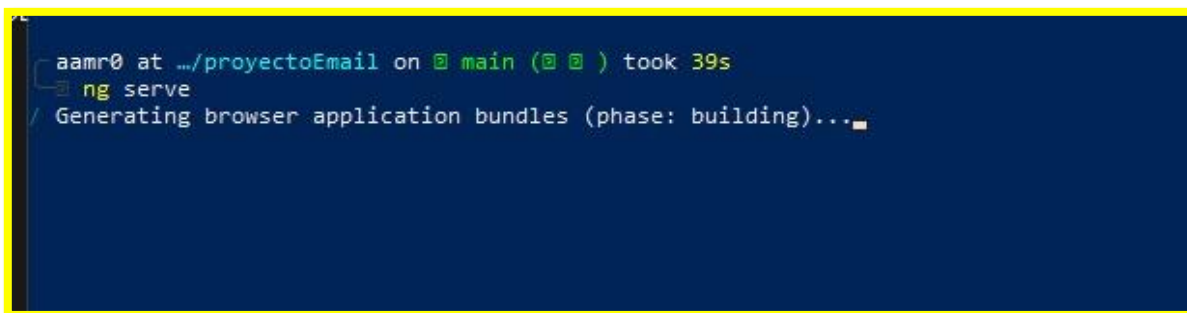 aamr0 at …/proyectoEmail on main ( ) took 39s
ng serve
/ Generating browser application bundles (phase: building)...